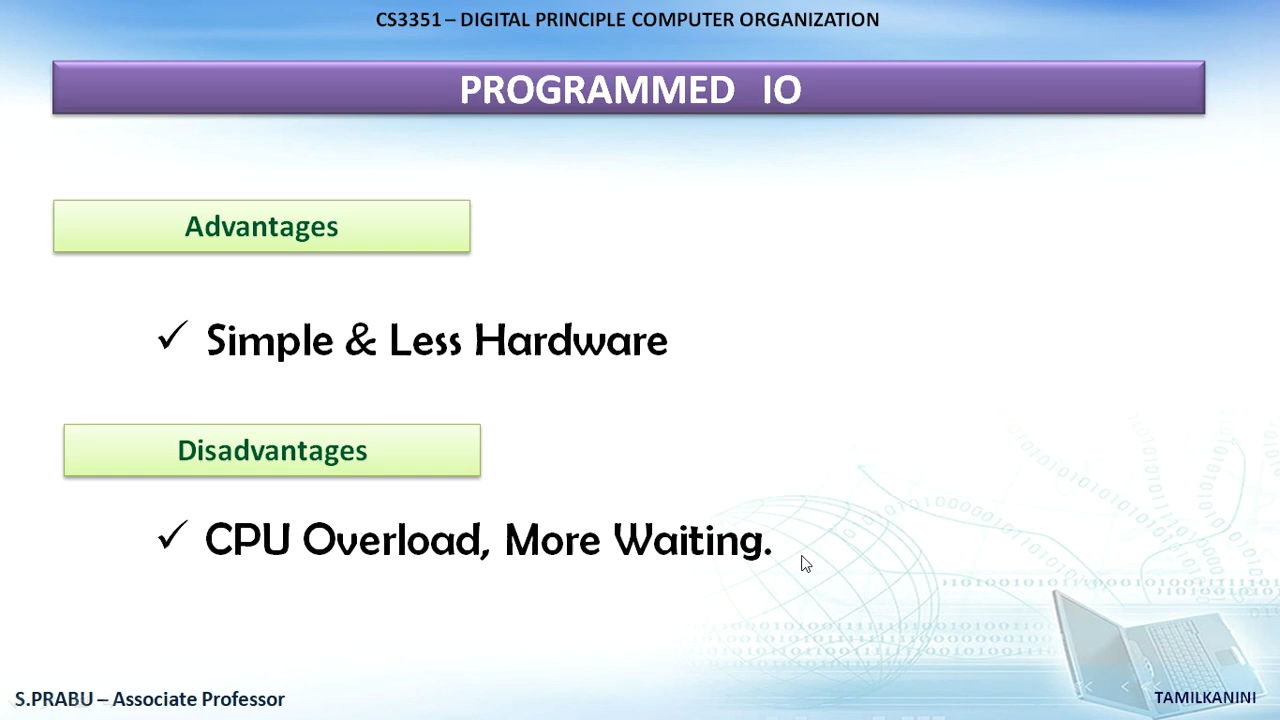 CS3351 – DIGITAL PRINCIPLE COMPUTER ORGANIZATION
PROGRAMMED IO
Advantages
✓ Simple & Less Hardware
Disadvantages
✓ CPU Overload, More Waiting.
S.PRABU – Associate Professor
TAMILKANINI